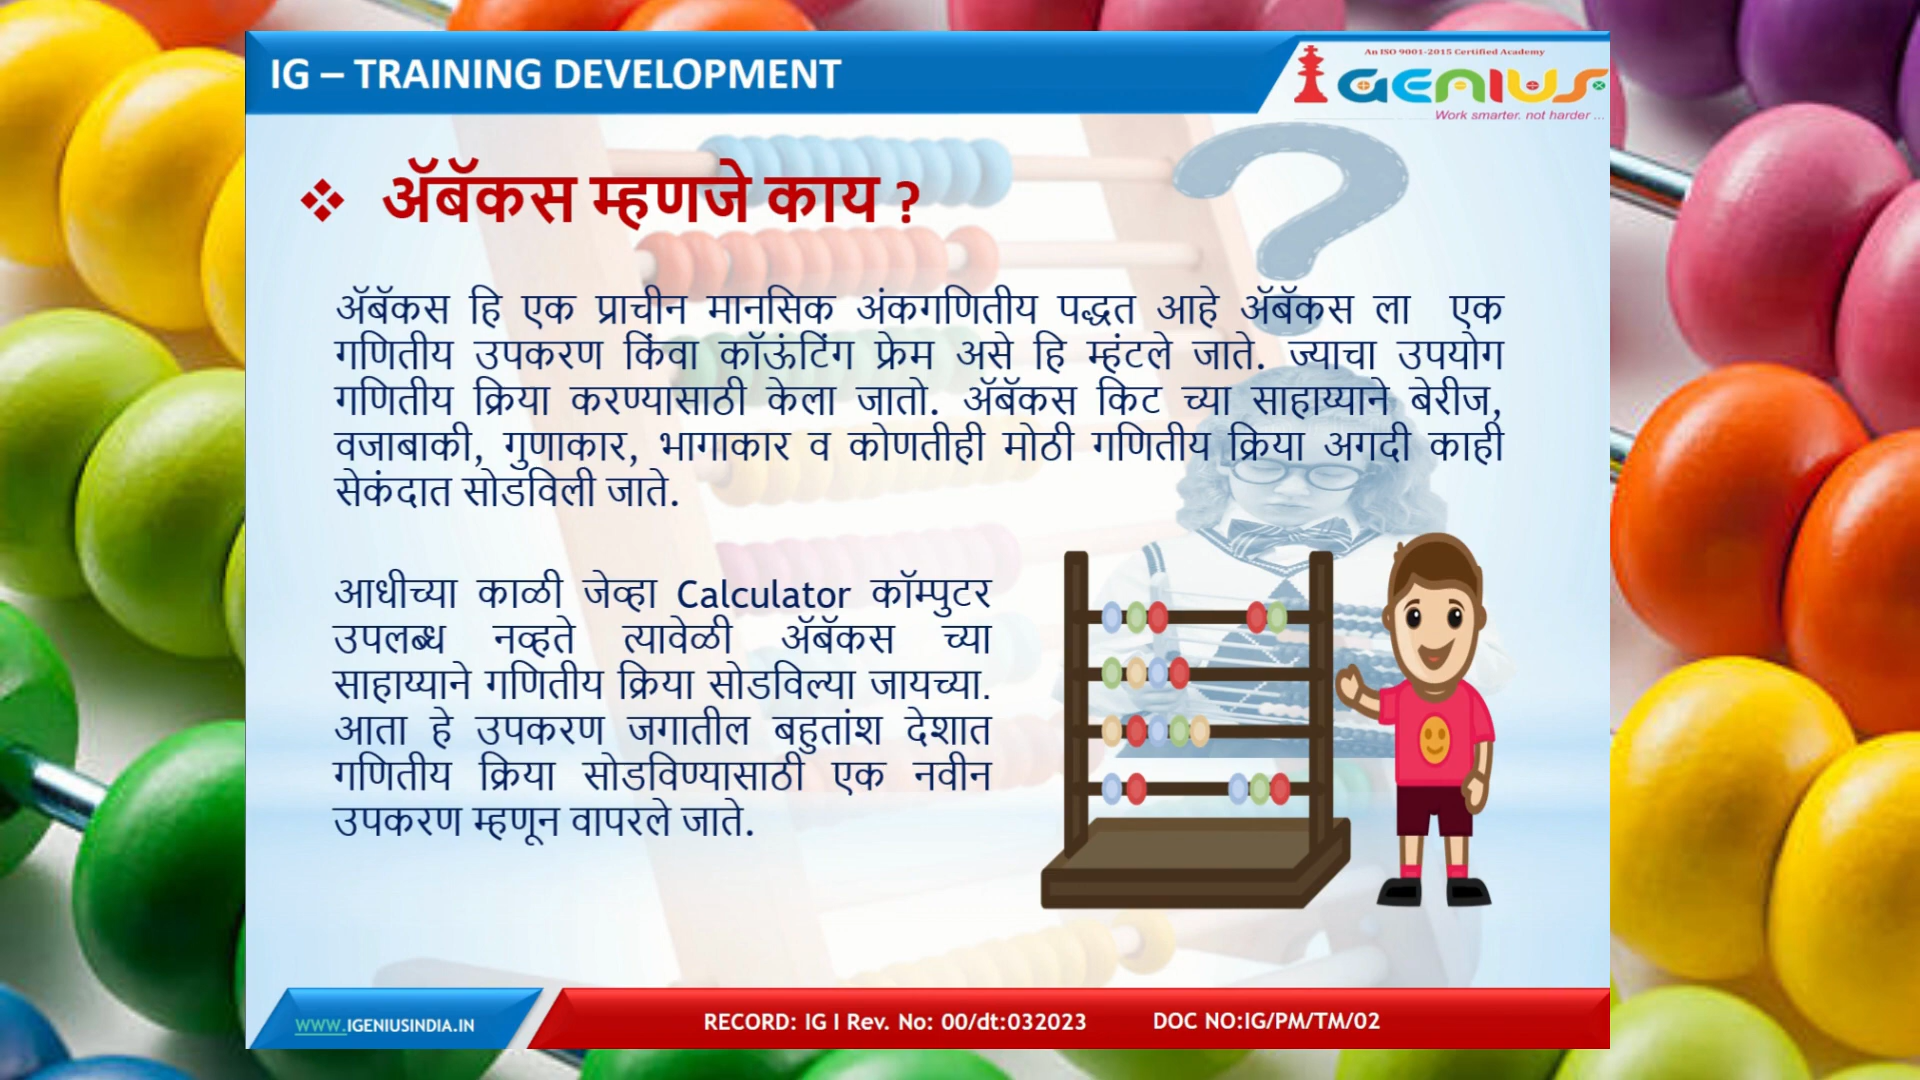 IG – TRAINING DEVELOPMENT
An ISO 9001-2015 Certified Academy
IGENIUS
Work smarter. not harder ...
❖ ॲबॅकस म्हणजे काय ?
ॲबॅकस हि एक प्राचीन मानसिक अंकगणितीय पद्धत आहे ॲबॅकस ला एक
गणितीय उपकरण किंवा कॉऊंटिंग फ्रेम असे हि म्हंटले जाते. ज्याचा उपयोग
गणितीय क्रिया करण्यासाठी केला जातो. ॲबॅकस किट च्या साहाय्याने बेरीज,
वजाबाकी, गुणाकार, भागाकार व कोणतीही मोठी गणितीय क्रिया अगदी काही
सेकंदात सोडविली जाते.
आधीच्या काळी जेव्हा Calculator कॉम्पुटर
उपलब्ध नव्हते त्यावेळी ॲबॅकस च्या
साहाय्याने गणितीय क्रिया सोडविल्या जायच्या.
आता हे उपकरण जगातील बहुतांश देशात
गणितीय क्रिया सोडविण्यासाठी एक नवीन
उपकरण म्हणून वापरले जाते.
WWW.IGENIUSINDIA.IN
RECORD: IG I Rev. No: 00/dt:032023
DOC NO:IG/PM/TM/02